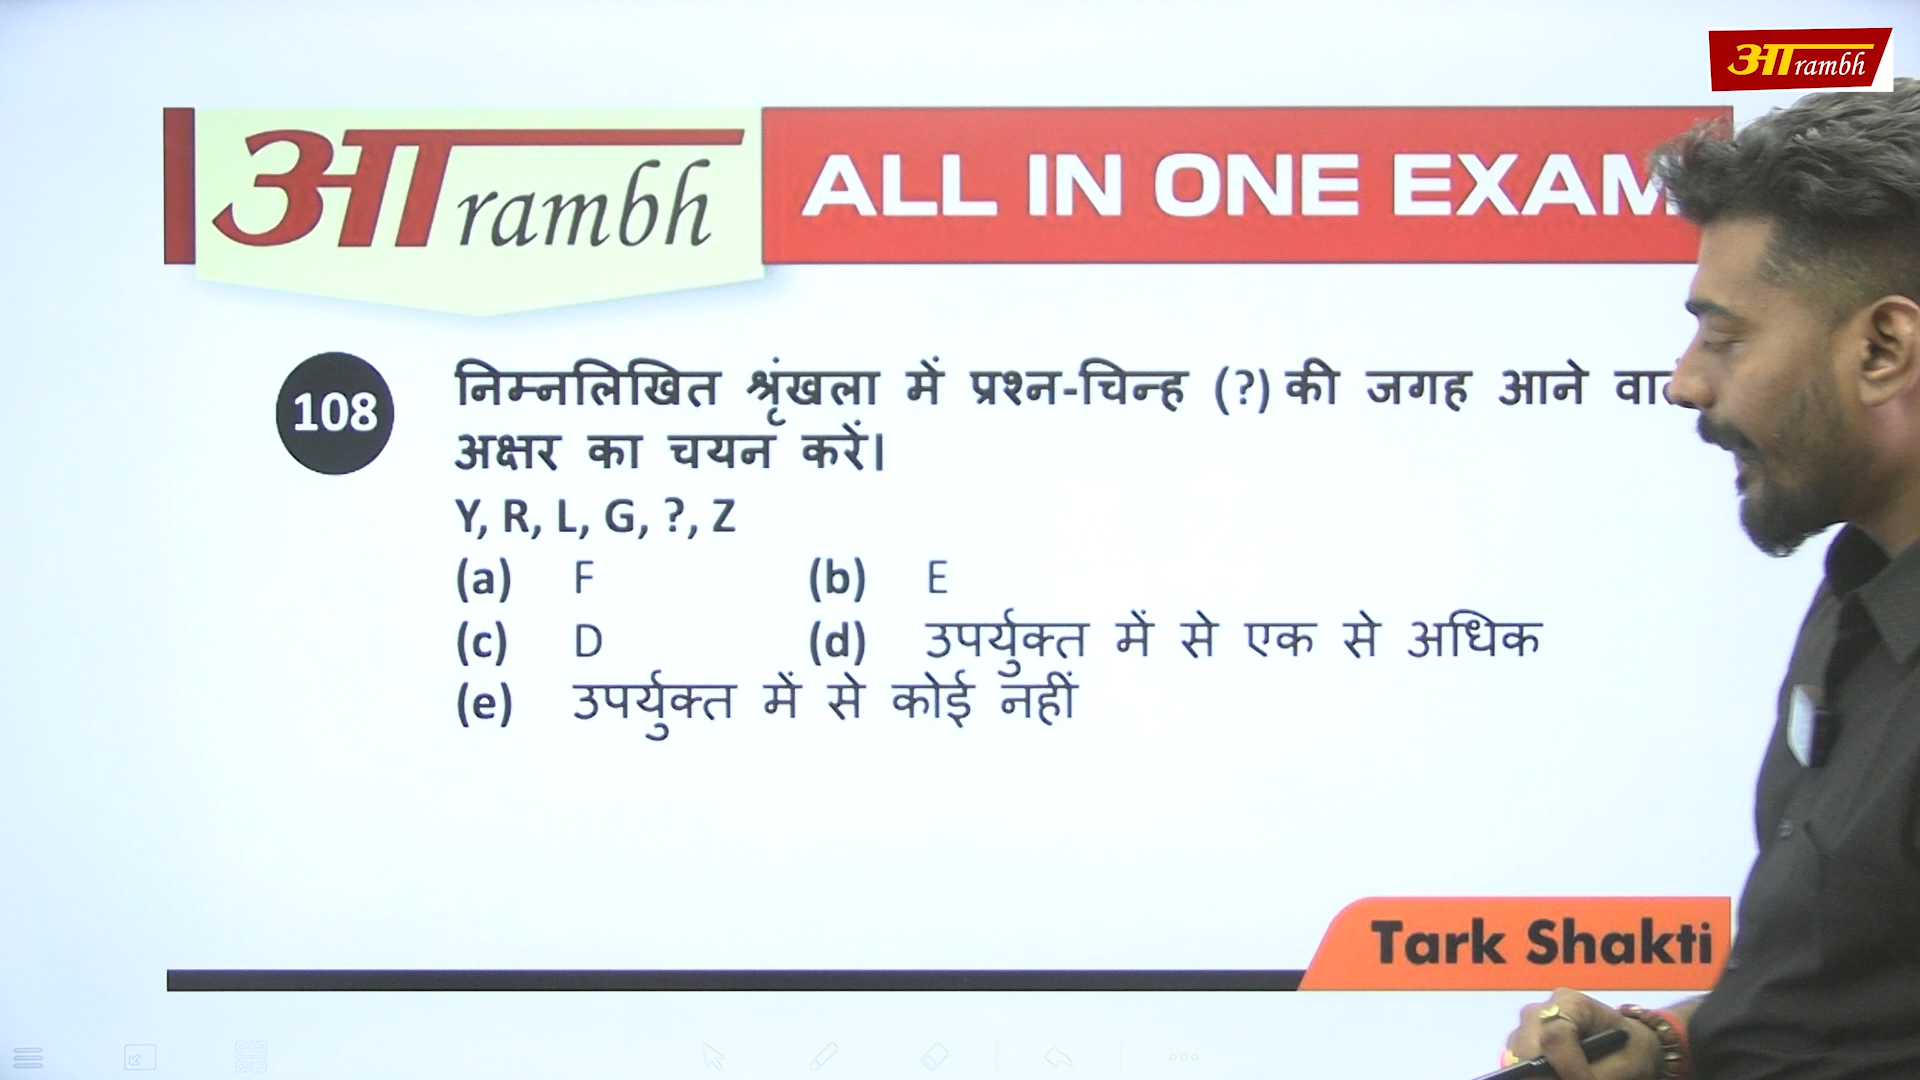 आrambh
आrambh ALL IN ONE EXAM
108 निम्नलिखित श्रृंखला में प्रश्न-चिन्ह (?) की जगह आने
अक्षर का चयन करें।
Y, R, L, G, ?, Z
(a) F (b) E
(c) D (d) उपर्युक्त में से एक से अधिक
(e) उपर्युक्त में से कोई नहीं
Tark Shakti